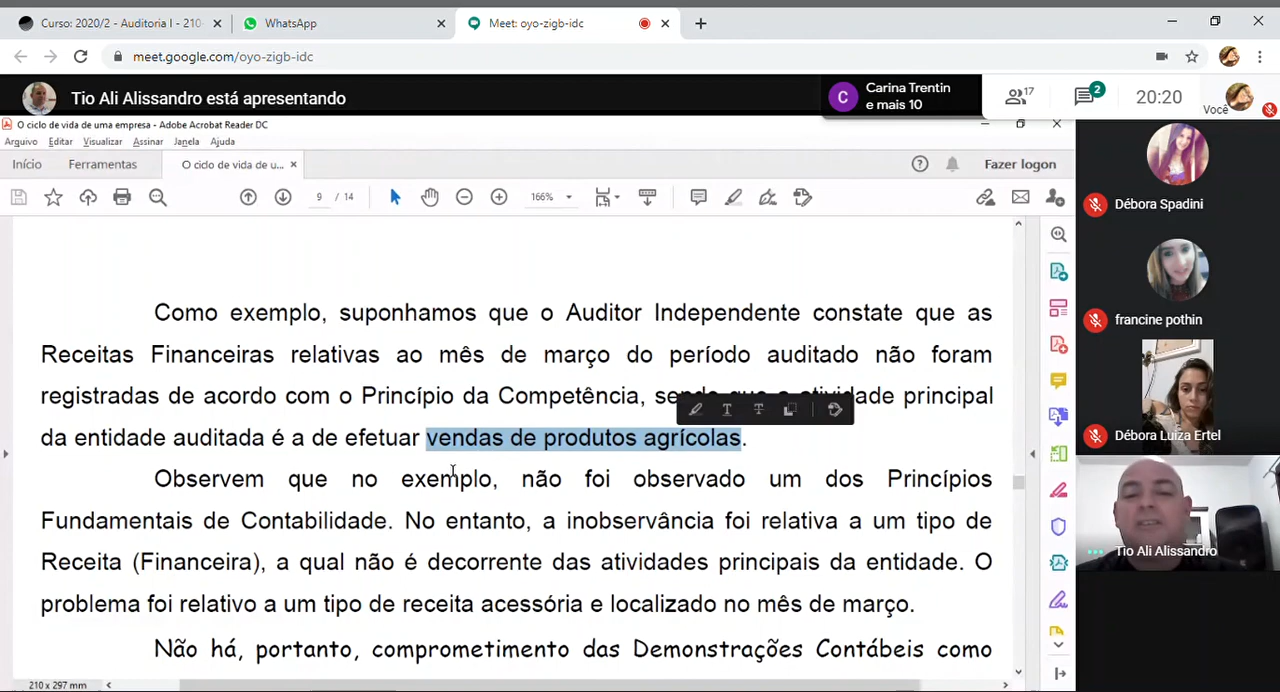 Curso: 2020/2 - Auditoria I - 210
WhatsApp
Meet: oyo-zigb-idc
meet.google.com/oyo-zigb-idc
Tio Ali Alissandro está apresentando
C
Carina Trentin
e mais 10
17
2
20:20
Você
O ciclo de vida de uma empresa - Adobe Acrobat Reader DC
Arquivo Editar Visualizar Assinar Janela Ajuda
Início Ferramentas O ciclo de vida de u...
Fazer logon
9 / 14
166%
Como exemplo, suponhamos que o Auditor Independente constate que as
Receitas Financeiras relativas ao mês de março do período auditado não foram
registradas de acordo com o Princípio da Competência, sendo que a atividade principal
da entidade auditada é a de efetuar vendas de produtos agrícolas.
Observem que no exemplo, não foi observado um dos Princípios
Fundamentais de Contabilidade. No entanto, a inobservância foi relativa a um tipo de
Receita (Financeira), a qual não é decorrente das atividades principais da entidade. O
problema foi relativo a um tipo de receita acessória e localizado no mês de março.
Não há, portanto, comprometimento das Demonstrações Contábeis como
210 x 297 mm
Débora Spadini
francine pothin
Débora Luiza Ertel
Tio Ali Alissandro